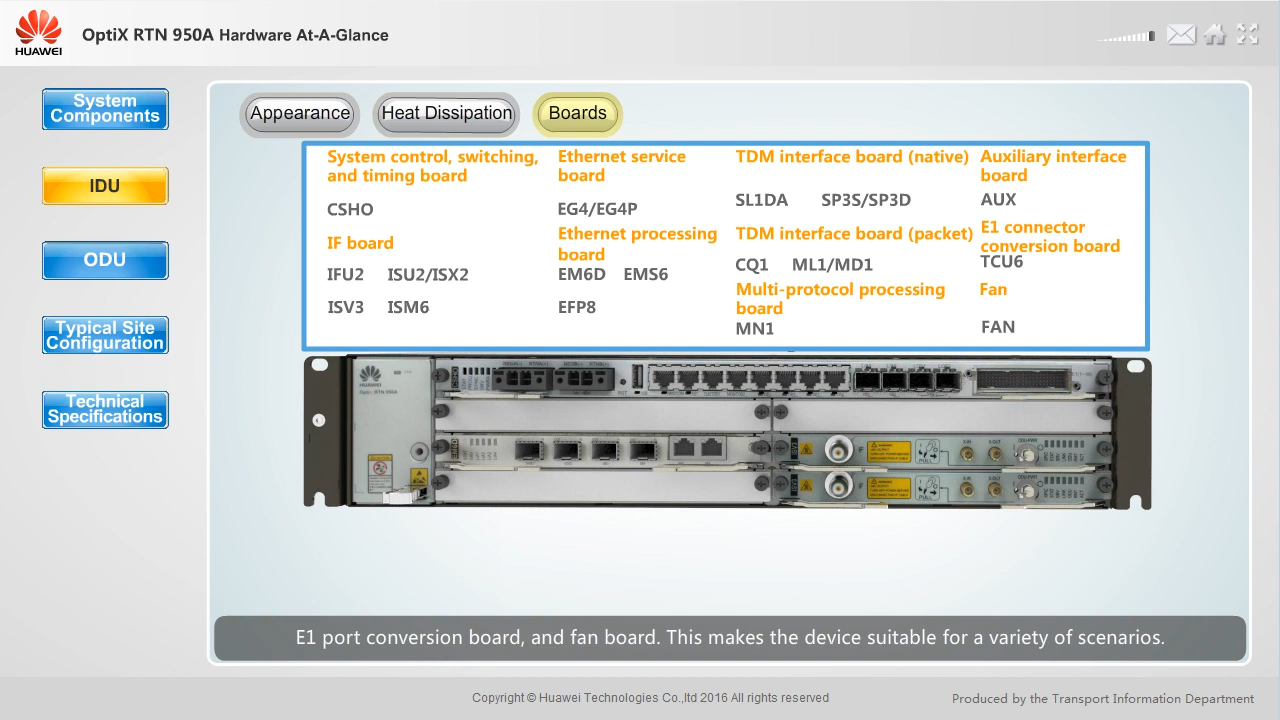 HUAWEI
OptiX RTN 950A Hardware At-A-Glance
System
Components
IDU
ODU
Typical Site
Configuration
Technical
Specifications
Appearance
Heat Dissipation
Boards
System control, switching,
and timing board
CSHO
IF board
IFU2 ISU2/ISX2
ISV3 ISM6
Ethernet service
board
EG4/EG4P
Ethernet processing
board
EM6D EMS6
EFP8
TDM interface board (native)
SL1DA SP3S/SP3D
TDM interface board (packet)
CQ1 ML1/MD1
Multi-protocol processing
board
MN1
Auxiliary interface
board
AUX
E1 connector
conversion board
TCU6
Fan
FAN
HUAWEI
OptiX RTN 950A
CSHO
PULL
PULL
E1 port conversion board, and fan board. This makes the device suitable for a variety of scenarios.
Copyright © Huawei Technologies Co.,ltd 2016 All rights reserved
Produced by the Transport Information Department